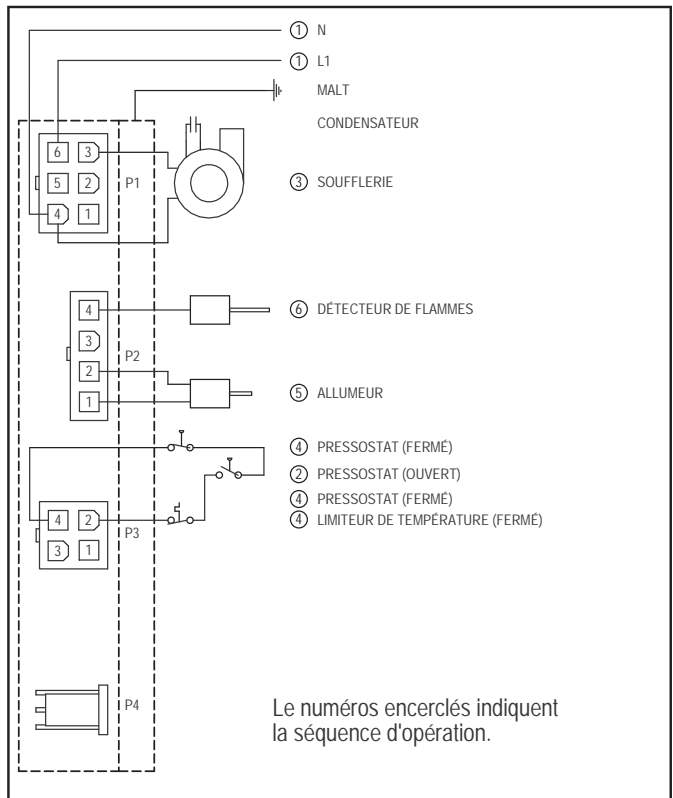 ① N
① L1
MALT
CONDENSATEUR
6 3
5 2 P1
4 1
③ SOUFFLERIE
4
⑥ DÉTECTEUR DE FLAMMES
3
P2
2
1
⑤ ALLUMEUR
④ PRESSOSTAT (FERMÉ)
② PRESSOSTAT (OUVERT)
④ PRESSOSTAT (FERMÉ)
④ LIMITEUR DE TEMPÉRATURE (FERMÉ)
4 2
P3
3 1
P4
Le numéros encerclés indiquent
la séquence d'opération.